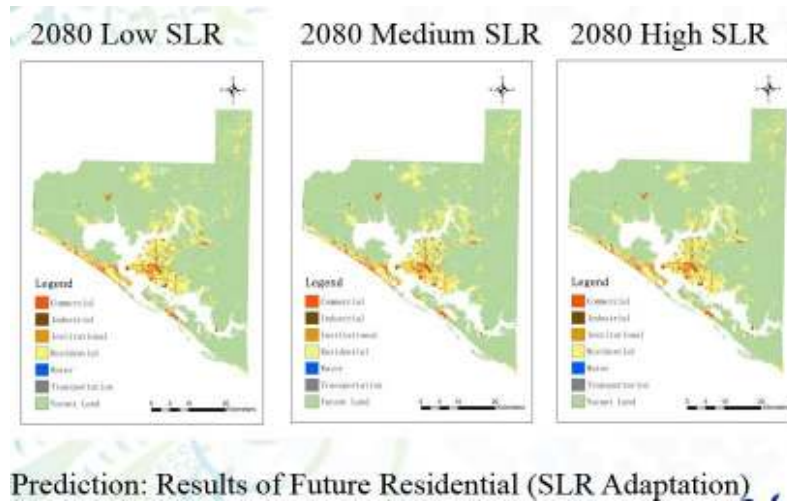 2080 Low SLR
2080 Medium SLR
2080 High SLR
Legend
Commercial
Industrial
Institutional
Residential
Water
Transportation
Vacant Land
Legend
Commercial
Industrial
Institutional
Residential
Water
Transportation
Legend
Commercial
Industrial
Institutional
Residential
Water
Transportation
Vacant Land
Prediction: Results of Future Residential (SLR Adaptation)